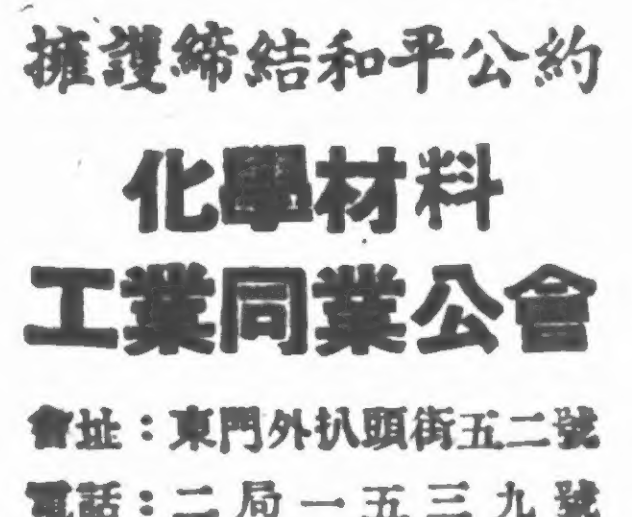 擁護締結和平公約
化學材料
工業同業公會
會址：東門外扒頭街五二號
電話：二局一五三九號